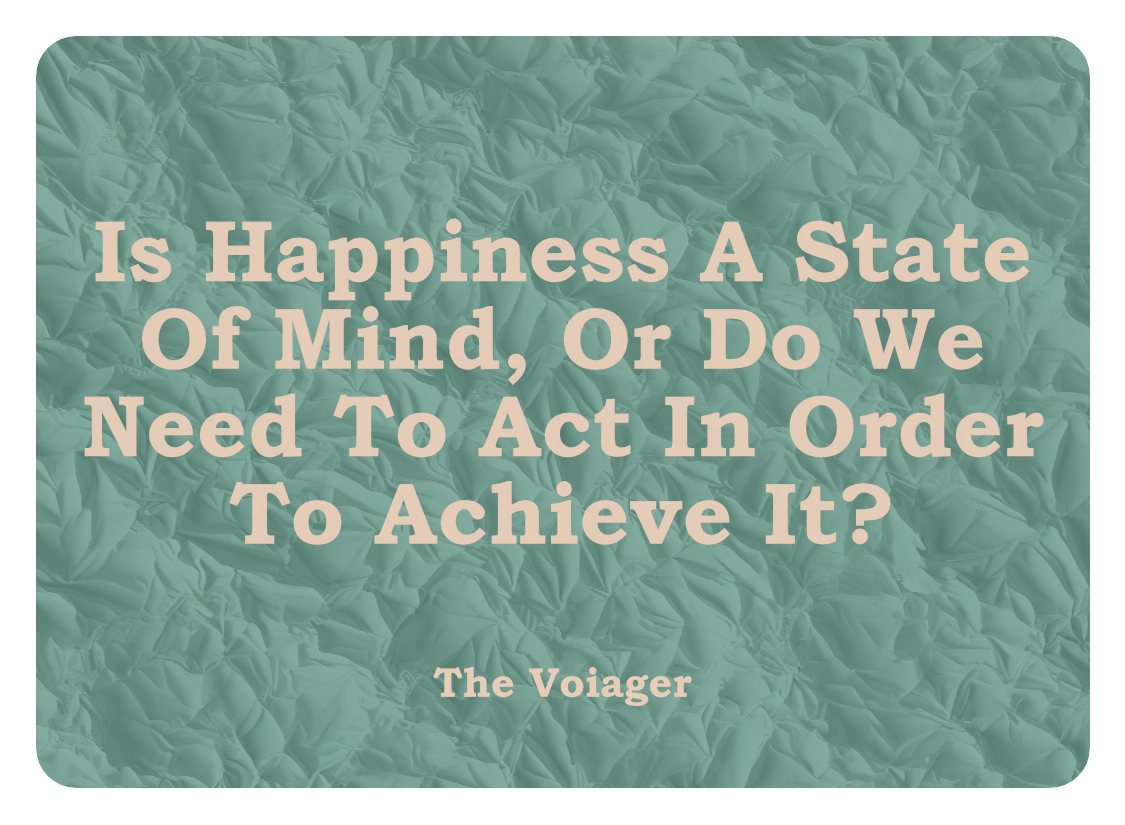 Is Happiness A State
Of Mind, Or Do We
Need To Act In Order
To Achieve It?
The Voiager